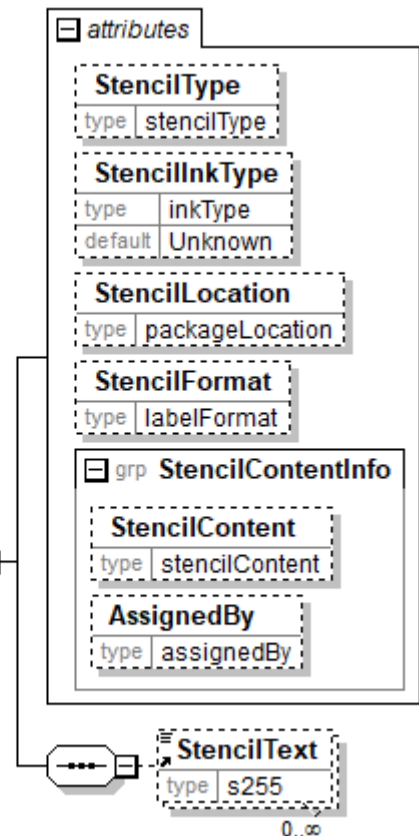 attributes
StencilType
type stencilType
StencilInkType
type inkType
default Unknown
StencilLocation
type packageLocation
StencilFormat
type labelFormat
grp StencilContentInfo
StencilContent
type stencilContent
AssignedBy
type assignedBy
StencilText
type s255
0..∞